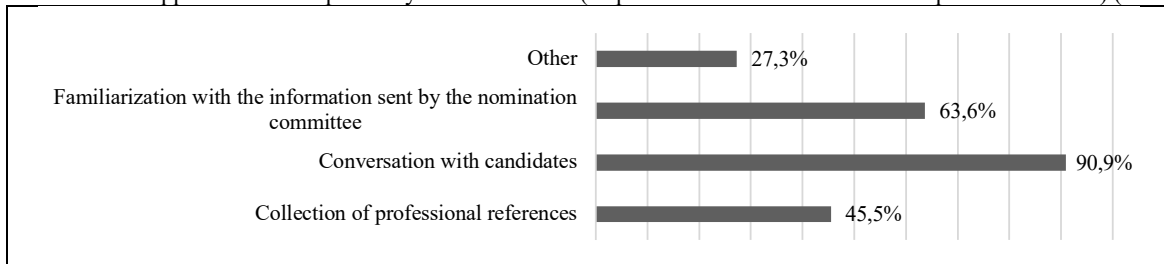 Other
27,3%
Familiarization with the information sent by the nomination
committee
63,6%
Conversation with candidates
90,9%
Collection of professional references
45,5%